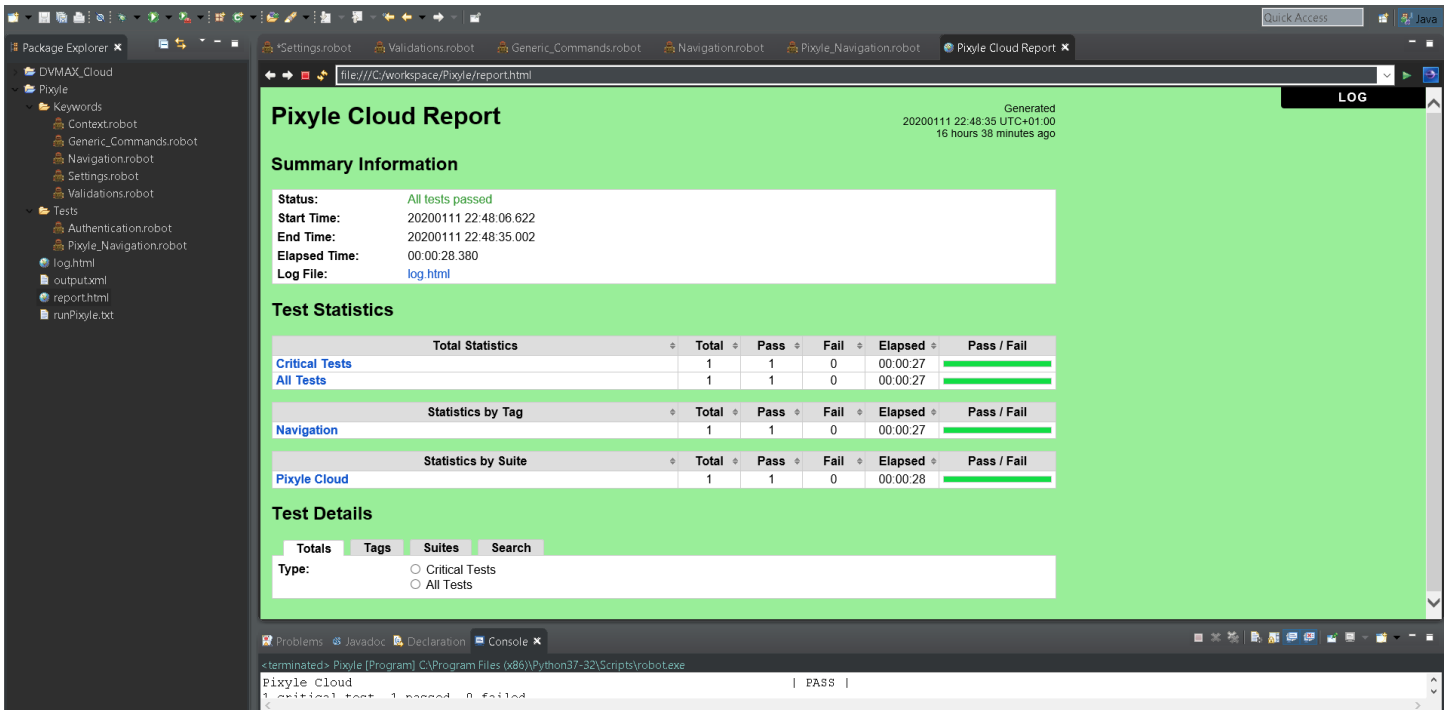 Quick Access
Java
Package Explorer
*Settings.robot Validations.robot Generic_Commands.robot Navigation.robot Pixyle_Navigation.robot Pixyle Cloud Report
DVMAX_Cloud
Pixyle
Keywords
Context.robot
Generic_Commands.robot
Navigation.robot
Settings.robot
Validations.robot
Tests
Authentication.robot
Pixyle_Navigation.robot
log.html
output.xml
report.html
runPixyle.txt
file:///C:/workspace/Pixyle/report.html
LOG
Pixyle Cloud Report
Generated
20200111 22:48:35 UTC+01:00
16 hours 38 minutes ago
Summary Information
Status: All tests passed
Start Time: 20200111 22:48:06.622
End Time: 20200111 22:48:35.002
Elapsed Time: 00:00:28.380
Log File: log.html
Test Statistics
Total Statistics Total Pass Fail Elapsed Pass / Fail
Critical Tests 1 1 0 00:00:27
All Tests 1 1 0 00:00:27
Statistics by Tag Total Pass Fail Elapsed Pass / Fail
Navigation 1 1 0 00:00:27
Statistics by Suite Total Pass Fail Elapsed Pass / Fail
Pixyle Cloud 1 1 0 00:00:28
Test Details
Totals Tags Suites Search
Type: Critical Tests
All Tests
Problems Javadoc Declaration Console
<terminated> Pixyle [Program] C:\Program Files (x86)\Python37-32\Scripts\robot.exe
Pixyle Cloud | PASS |
1 critical test, 1 passed, 0 failed